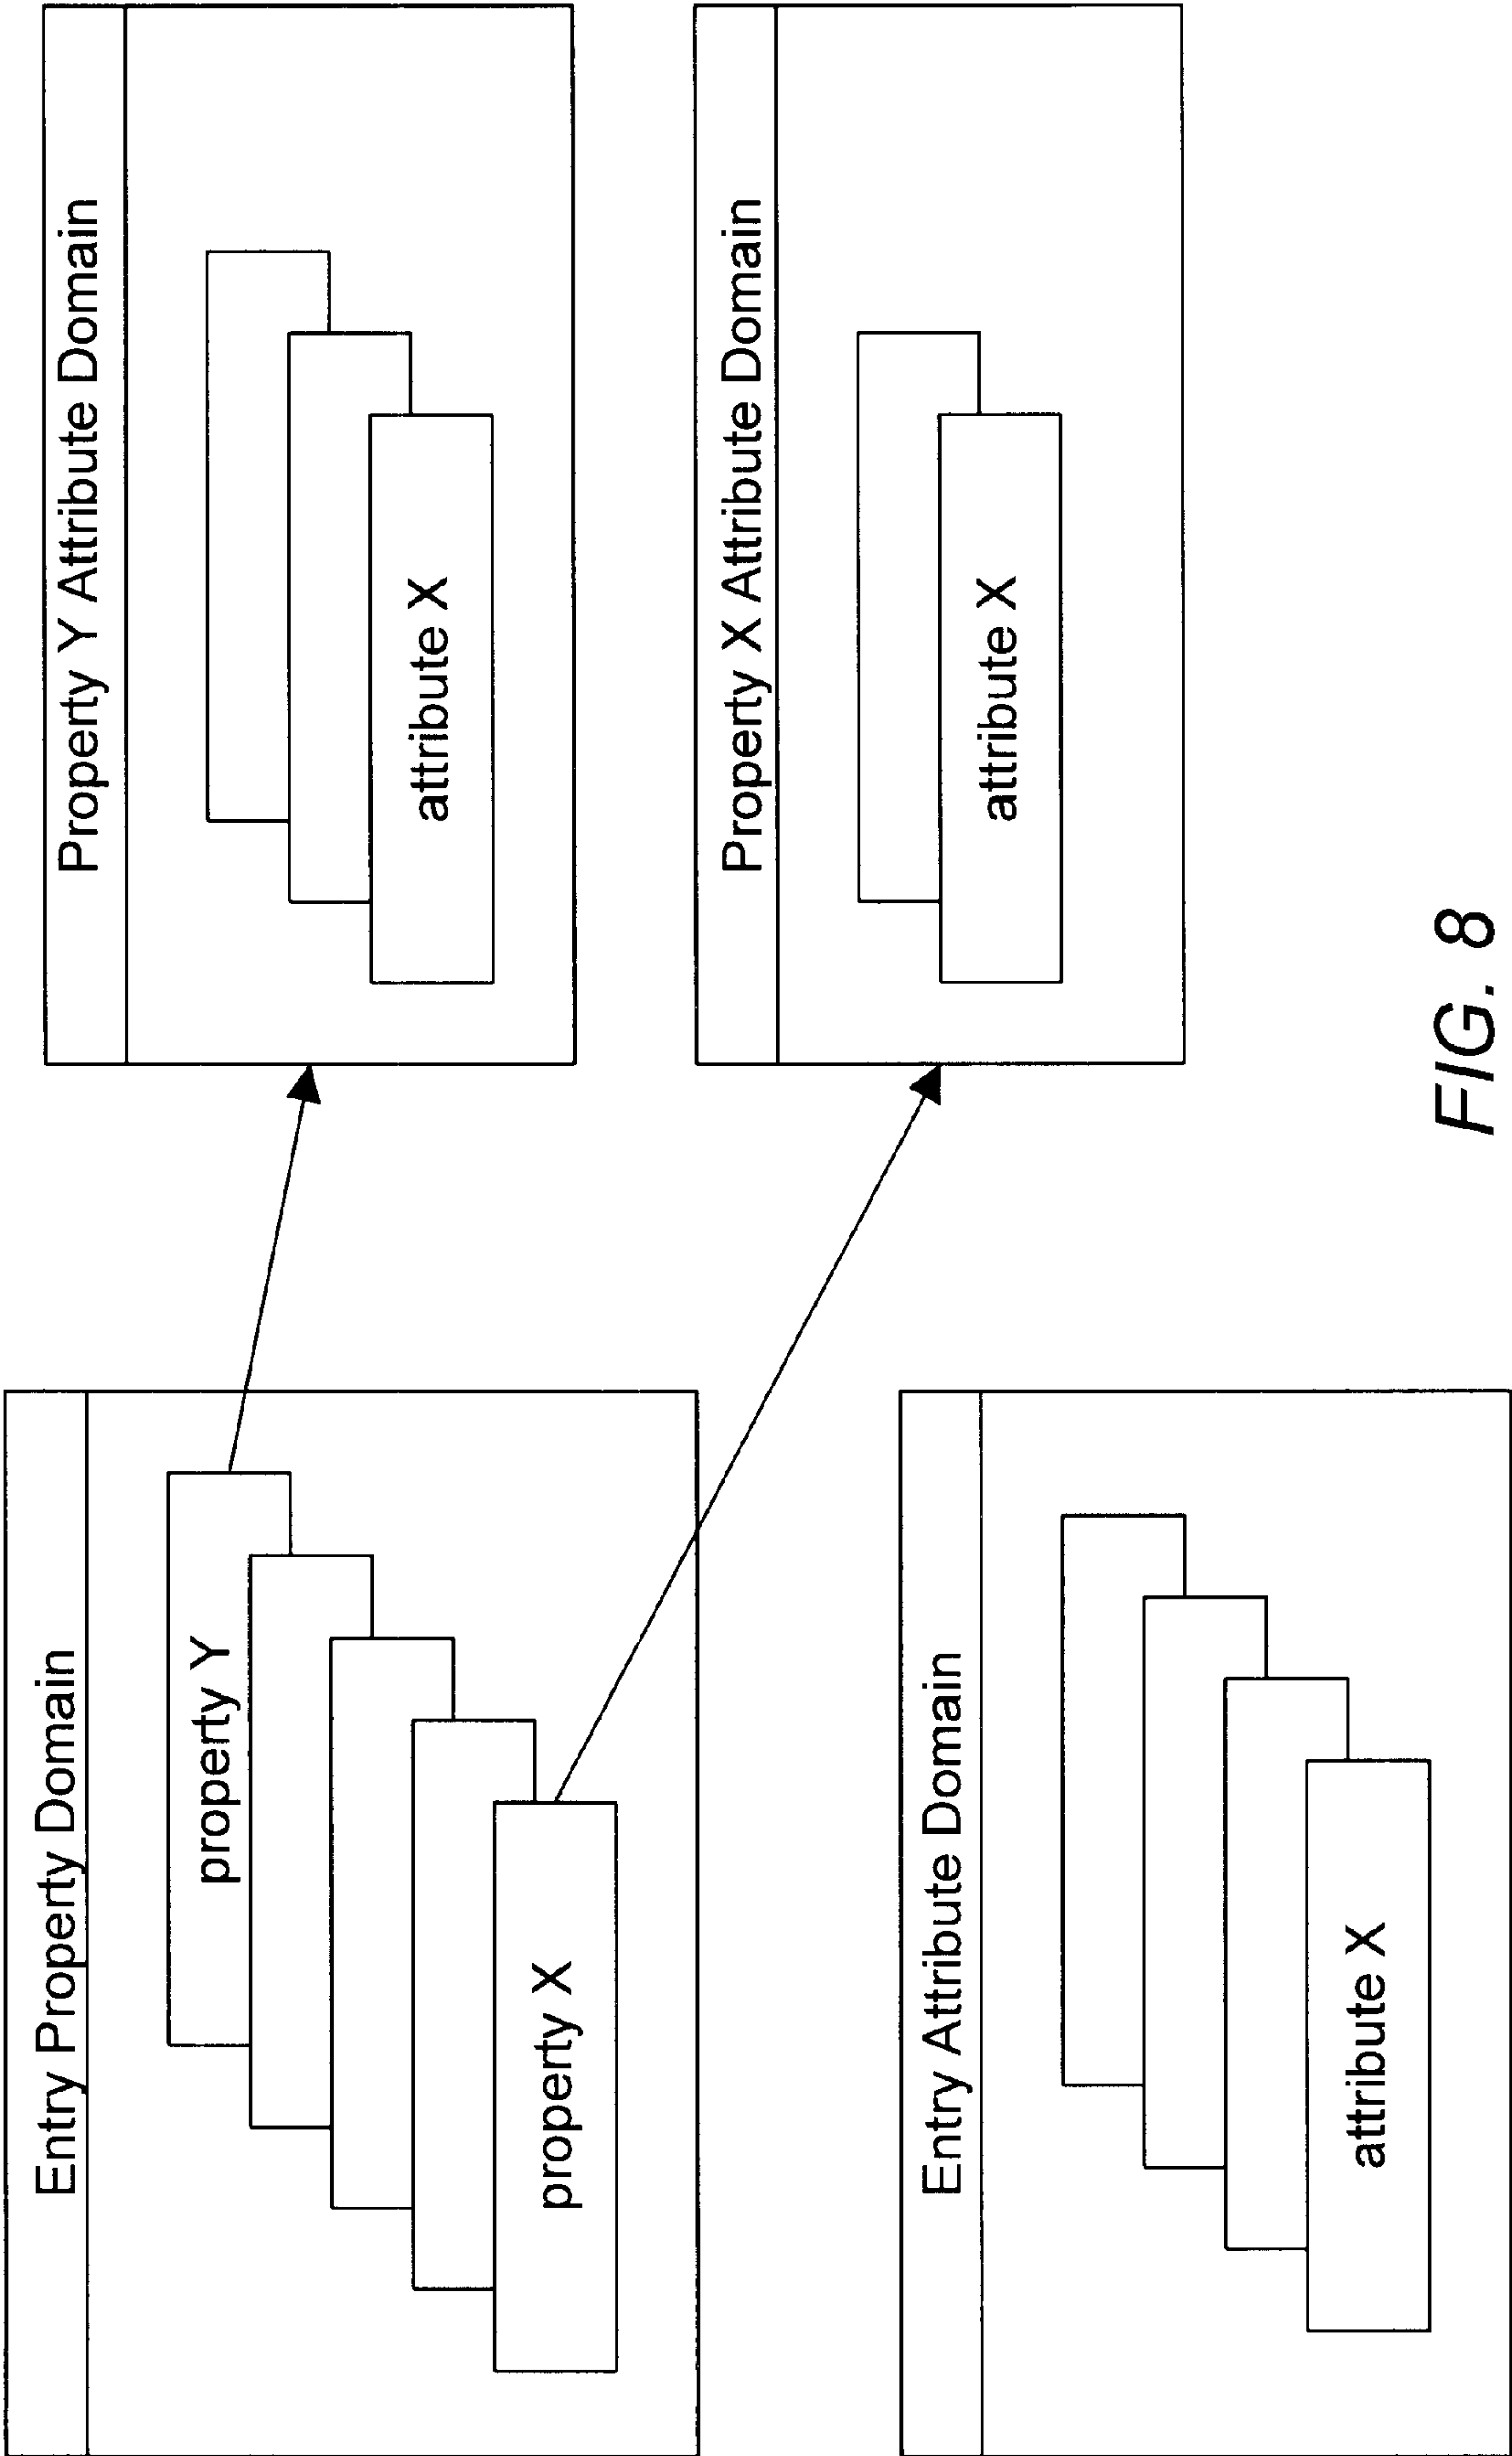 Entry Property Domain
property Y
property X
Property Y Attribute Domain
attribute X
Entry Attribute Domain
attribute X
Property X Attribute Domain
attribute X
FIG. 8